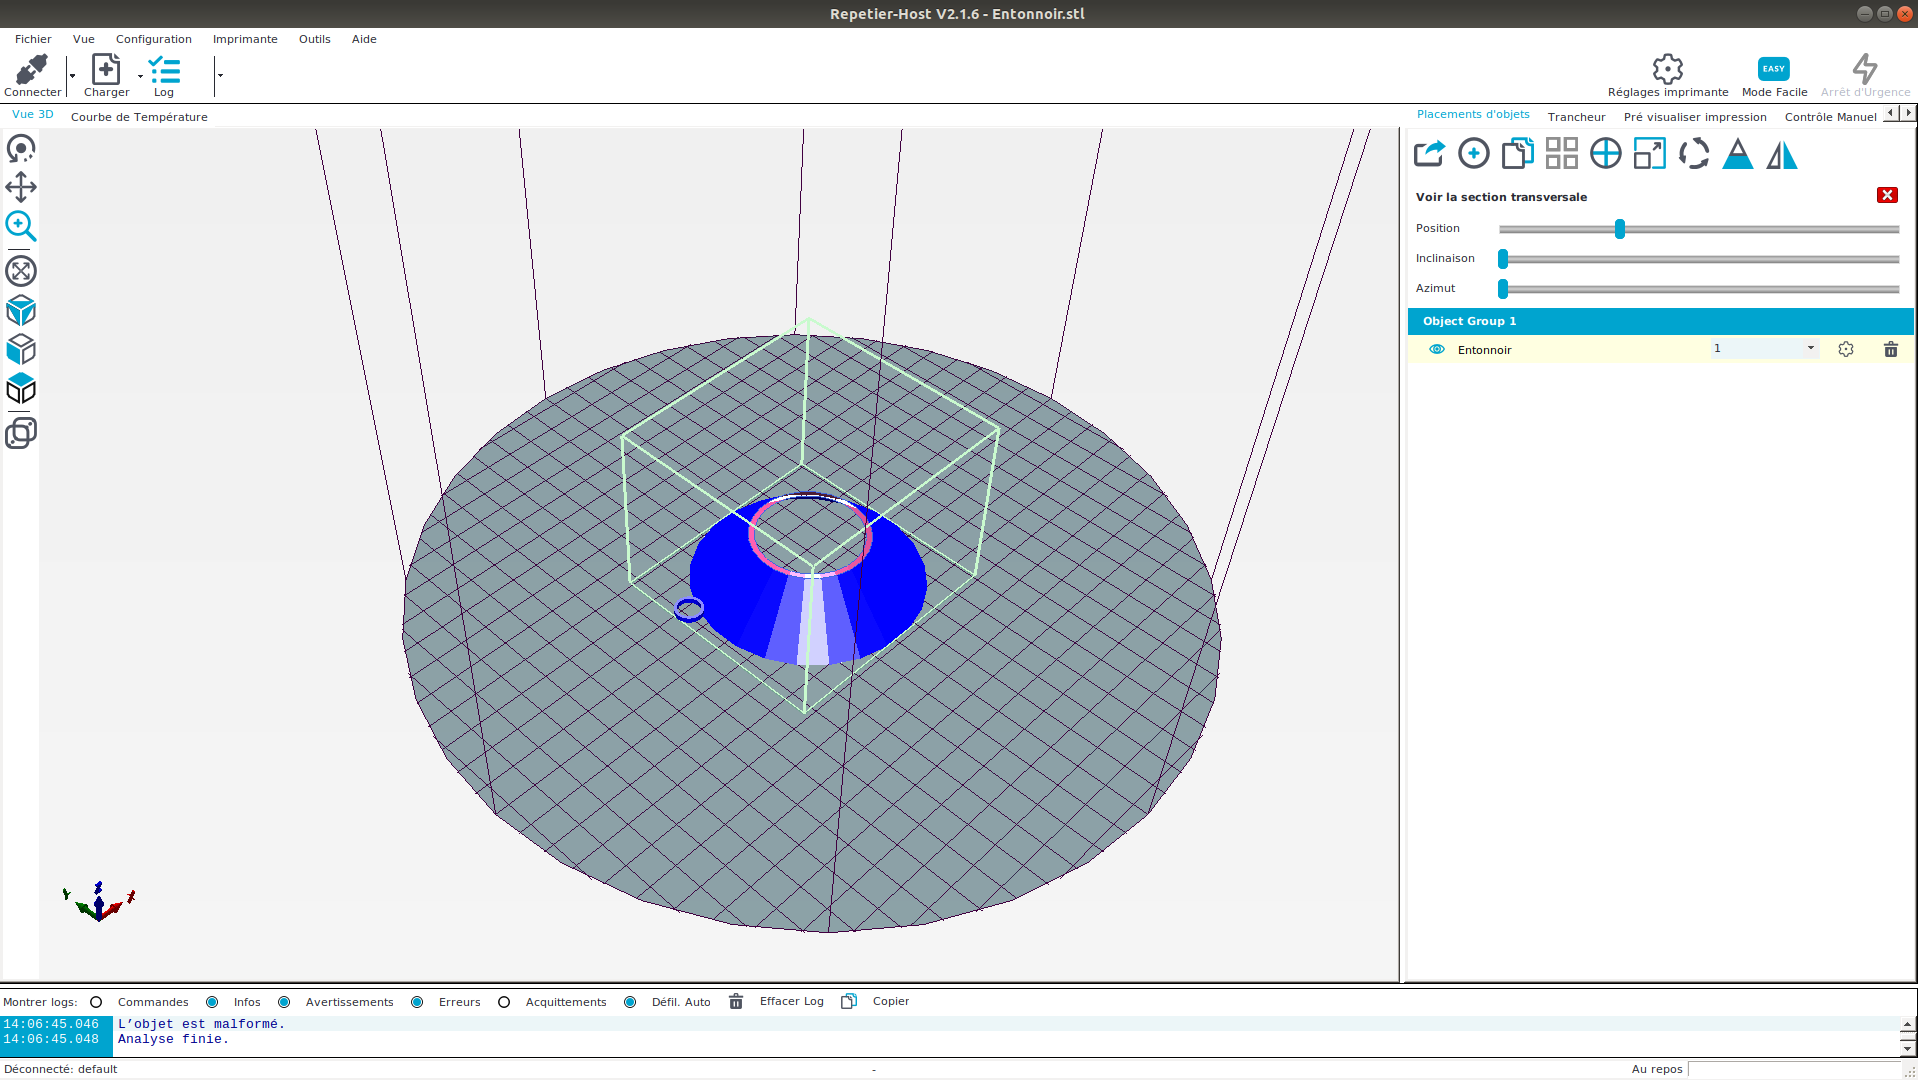 Repetier-Host V2.1.6 - Entonnoir.stl
Fichier Vue Configuration Imprimante Outils Aide
Connecter Charger Log EASY Réglages imprimante Mode Facile Arrêt d'Urgence
Vue 3D Courbe de Température Placements d'objets Trancheur Pré visualiser impression Contrôle Manuel
Voir la section transversale
Position
Inclinaison
Azimut
Object Group 1
Entonnoir 1
Y Z X
Montrer logs: Commandes Infos Avertissements Erreurs Acquittements Défil. Auto Effacer Log Copier
14:06:45.046 L’objet est malformé.
14:06:45.048 Analyse finie.
Déconnecté: default - Au repos